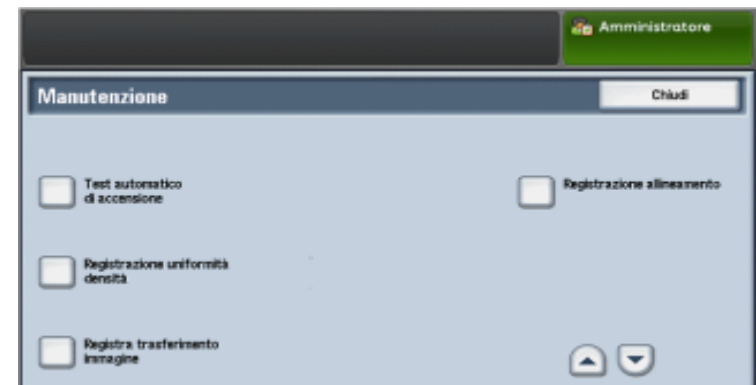 Amministratore
Manutenzione
Chiudi
Test automatico
di accensione
Registrazione allineamento
Registrazione uniformità
densità
Registra trasferimento
immagine